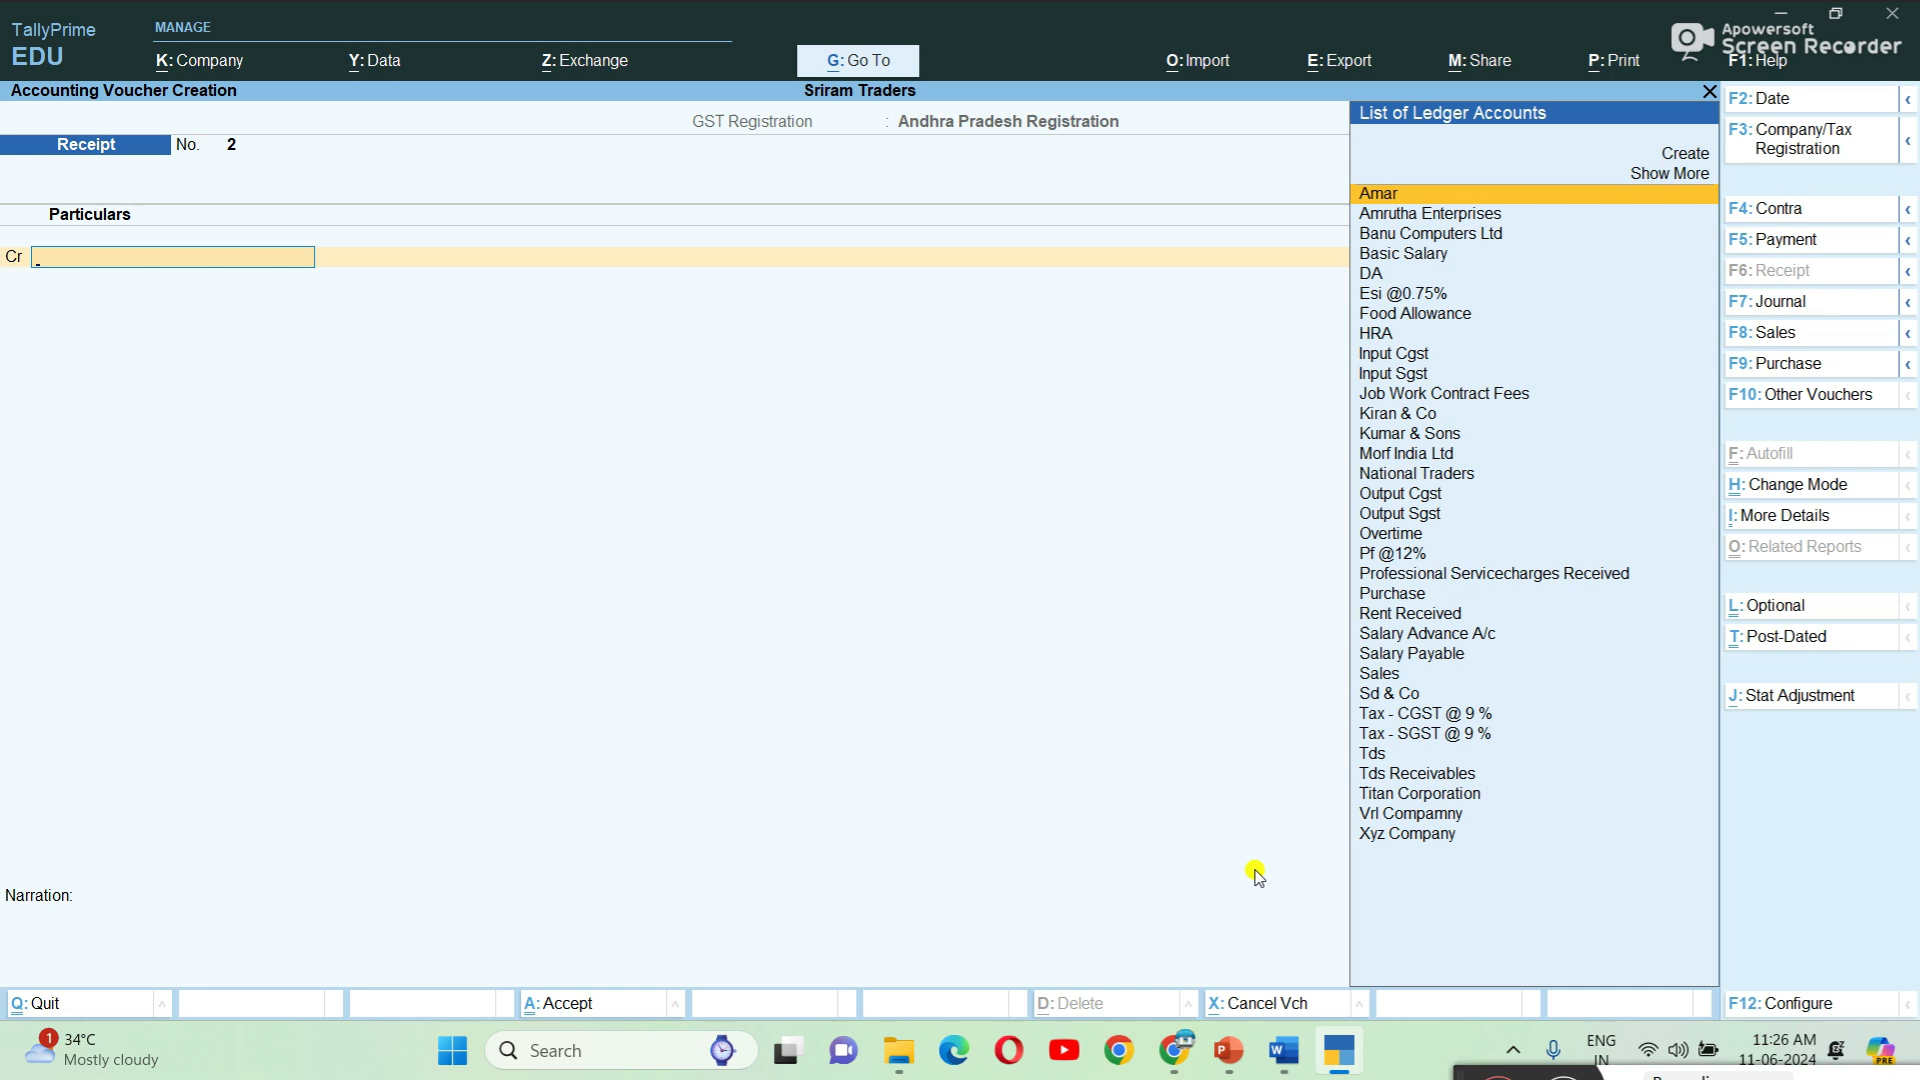 TallyPrime
EDU
MANAGE
K: Company
Y: Data
Z: Exchange
G: Go To
O: Import
E: Export
M: Share
P: Print
F1: Help
Apowersoft
Screen Recorder
Accounting Voucher Creation
Sriram Traders
GST Registration : Andhra Pradesh Registration
Receipt No. 2
Particulars
Cr
Narration:
List of Ledger Accounts
Create
Show More
Amar
Amrutha Enterprises
Banu Computers Ltd
Basic Salary
DA
Esi @0.75%
Food Allowance
HRA
Input Cgst
Input Sgst
Job Work Contract Fees
Kiran & Co
Kumar & Sons
Morf India Ltd
National Traders
Output Cgst
Output Sgst
Overtime
Pf @12%
Professional Servicecharges Received
Purchase
Rent Received
Salary Advance A/c
Salary Payable
Sales
Sd & Co
Tax - CGST @ 9 %
Tax - SGST @ 9 %
Tds
Tds Receivables
Titan Corporation
Vrl Compamny
Xyz Company
F2: Date
F3: Company/Tax
Registration
F4: Contra
F5: Payment
F6: Receipt
F7: Journal
F8: Sales
F9: Purchase
F10: Other Vouchers
F: Autofill
H: Change Mode
I: More Details
O: Related Reports
L: Optional
T: Post-Dated
J: Stat Adjustment
F12: Configure
Q: Quit
A: Accept
D: Delete
X: Cancel Vch
1
34°C
Mostly cloudy
Search
ENG
IN
11:26 AM
11-06-2024
PRE